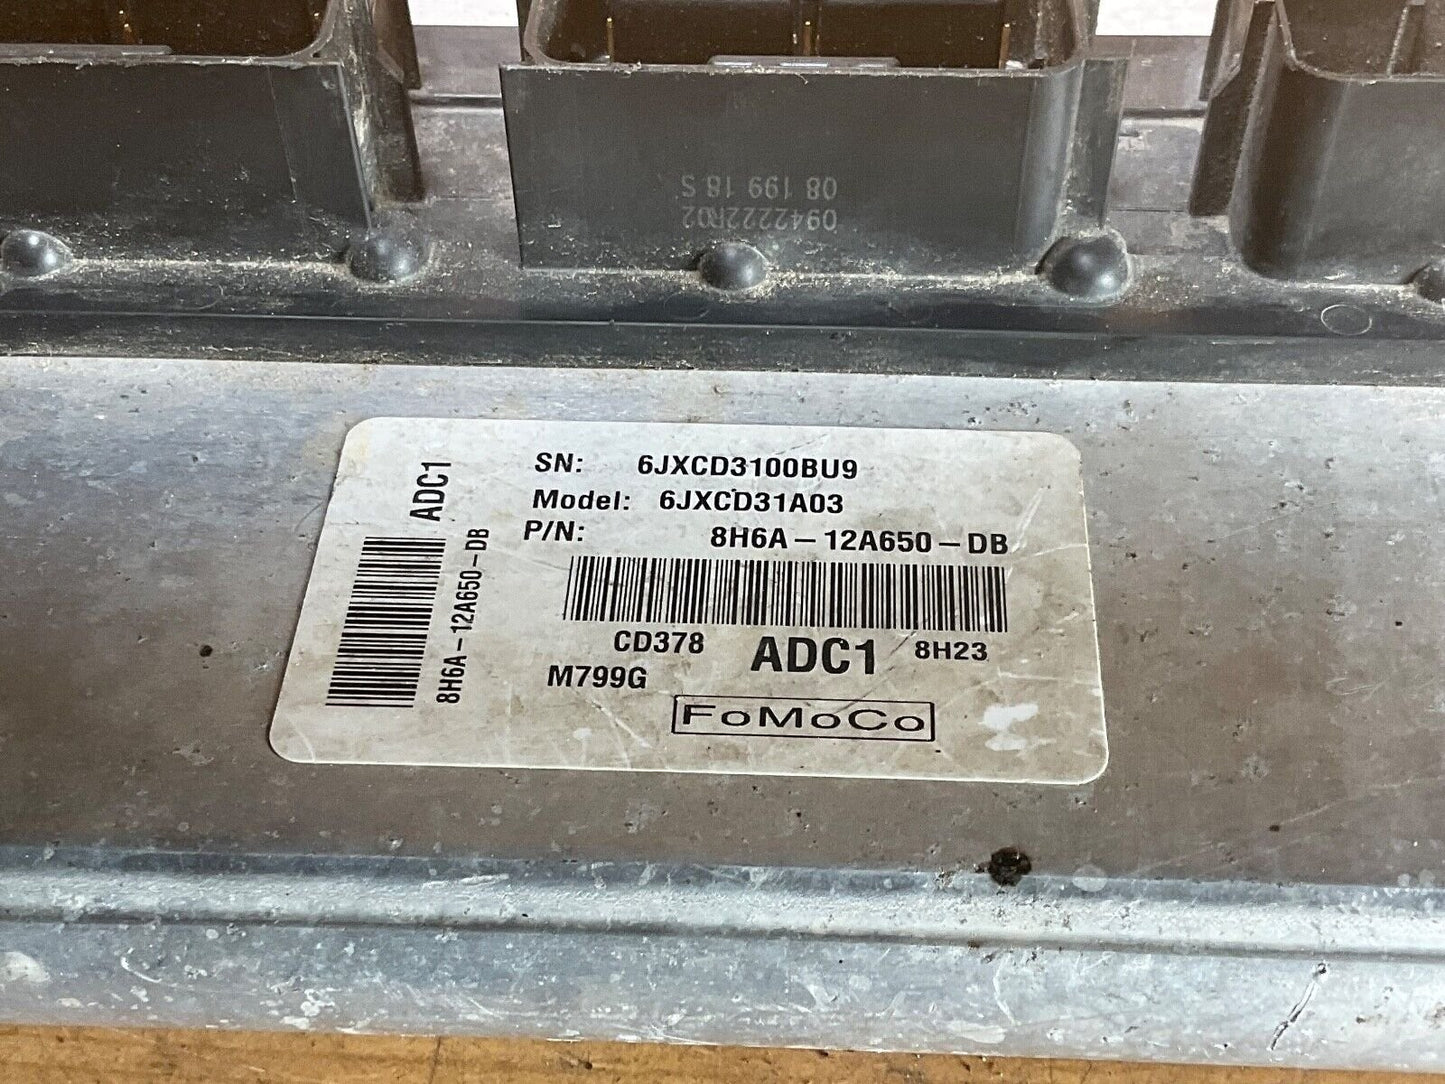 0942222R02
08 199 18 S
SN: 6JXCD3100BU9
Model: 6JXCD31A03
P/N: 8H6A-12A650-DB
CD378 ADC1 8H23
M799G
FoMoCo
ADC1
8H6A-12A650-DB